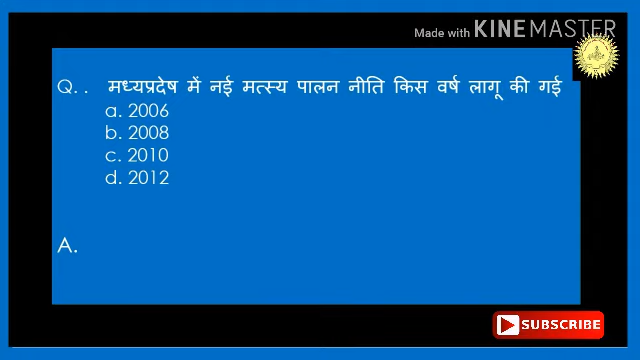 Made with KINEMASTER
Q. . मध्यप्रदेष में नई मत्स्य पालन नीति किस वर्ष लागू की गई
a. 2006
b. 2008
c. 2010
d. 2012
A.
SUBSCRIBE